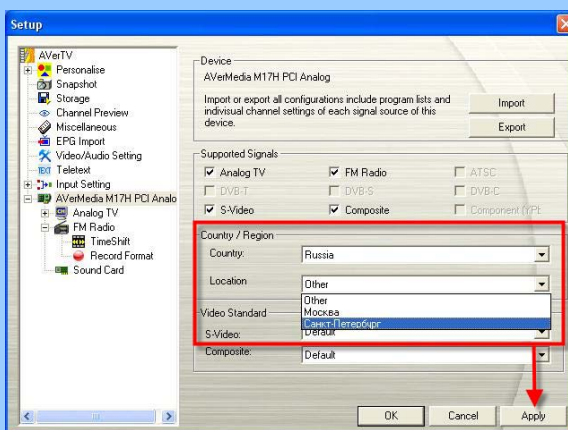 Setup
AVerTV
Personalise
Snapshot
Storage
Channel Preview
Miscellaneous
EPG Import
Video/Audio Setting
TEXT Teletext
Input Setting
AVerMedia M17H PCI Analo
Analog TV
FM Radio
TimeShift
Record Format
Sound Card
Device
AVerMedia M17H PCI Analog
Import or export all configurations include program lists and
indivisual channel settings of each signal source of this
device.
Import
Export
Supported Signals
Analog TV FM Radio ATSC
DVB-T DVB-S DVB-C
S-Video Composite Component (YPb
Country / Region
Country: Russia
Location Other
Other
Москва
Санкт-Петербург
Video Standard
S-Video: Default
Composite: Default
OK Cancel Apply